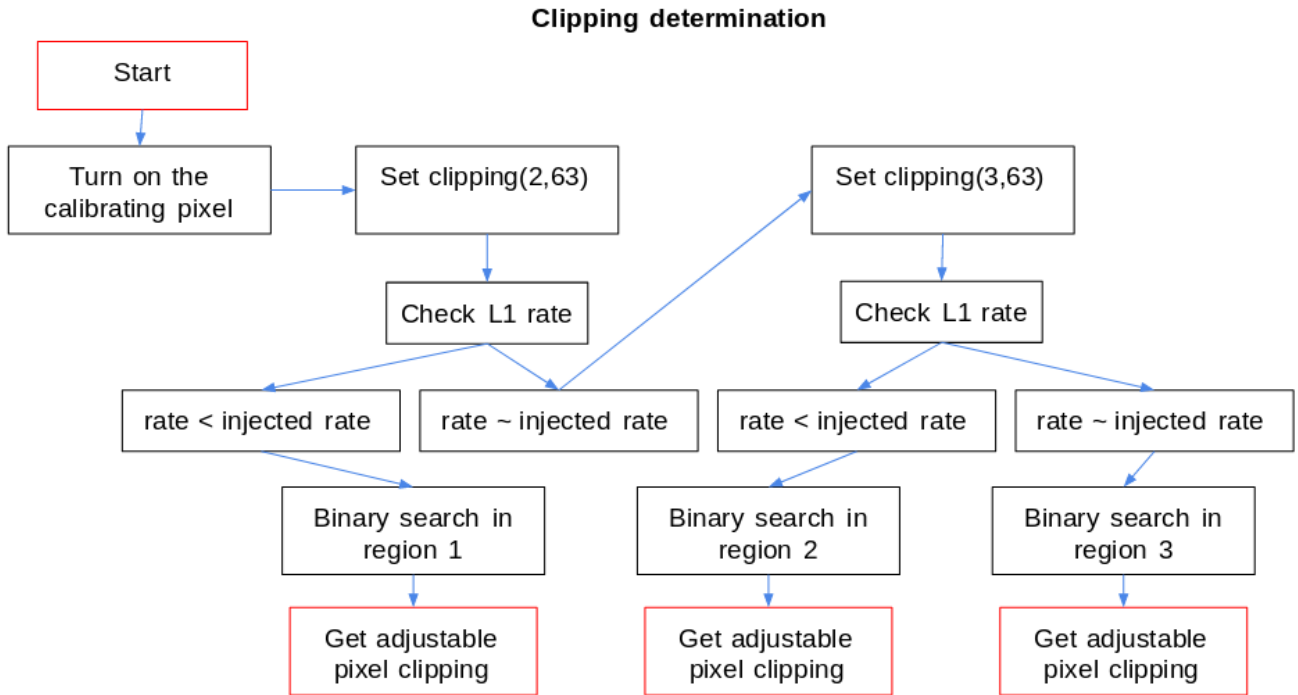 Clipping determination
Start
Turn on the
calibrating pixel
Set clipping(2,63)
Set clipping(3,63)
Check L1 rate
Check L1 rate
rate < injected rate
rate ~ injected rate
rate < injected rate
rate ~ injected rate
Binary search in
region 1
Binary search in
region 2
Binary search in
region 3
Get adjustable
pixel clipping
Get adjustable
pixel clipping
Get adjustable
pixel clipping